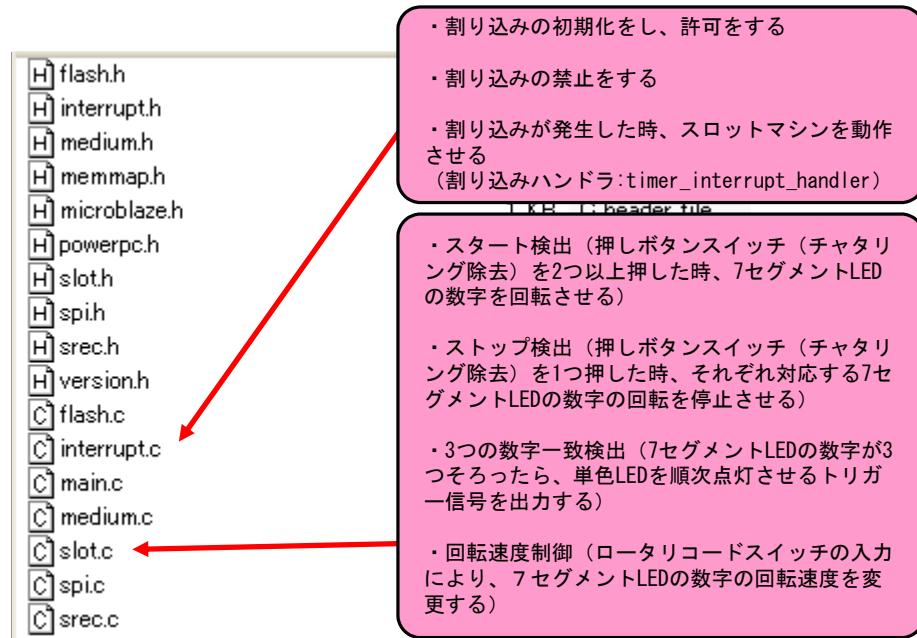 ・割り込みの初期化をし、許可をする
・割り込みの禁止をする
・割り込みが発生した時、スロットマシンを動作
させる
（割り込みハンドラ:timer_interrupt_handler）
flash.h
interrupt.h
medium.h
memmap.h
microblaze.h
1 KB C header file
powerpc.h
slot.h
spi.h
srec.h
version.h
flash.c
interrupt.c
main.c
medium.c
slot.c
spi.c
srec.c
・スタート検出（押しボタンスイッチ（チャタリ
ング除去）を2つ以上押した時、7セグメントLED
の数字を回転させる）
・ストップ検出（押しボタンスイッチ（チャタリ
ング除去）を1つ押した時、それぞれ対応する7セ
グメントLEDの数字の回転を停止させる）
・3つの数字一致検出（7セグメントLEDの数字が3
つそろったら、単色LEDを順次点灯させるトリガ
ー信号を出力する）
・回転速度制御（ロータリコードスイッチの入力
により、７セグメントLEDの数字の回転速度を変
更する）